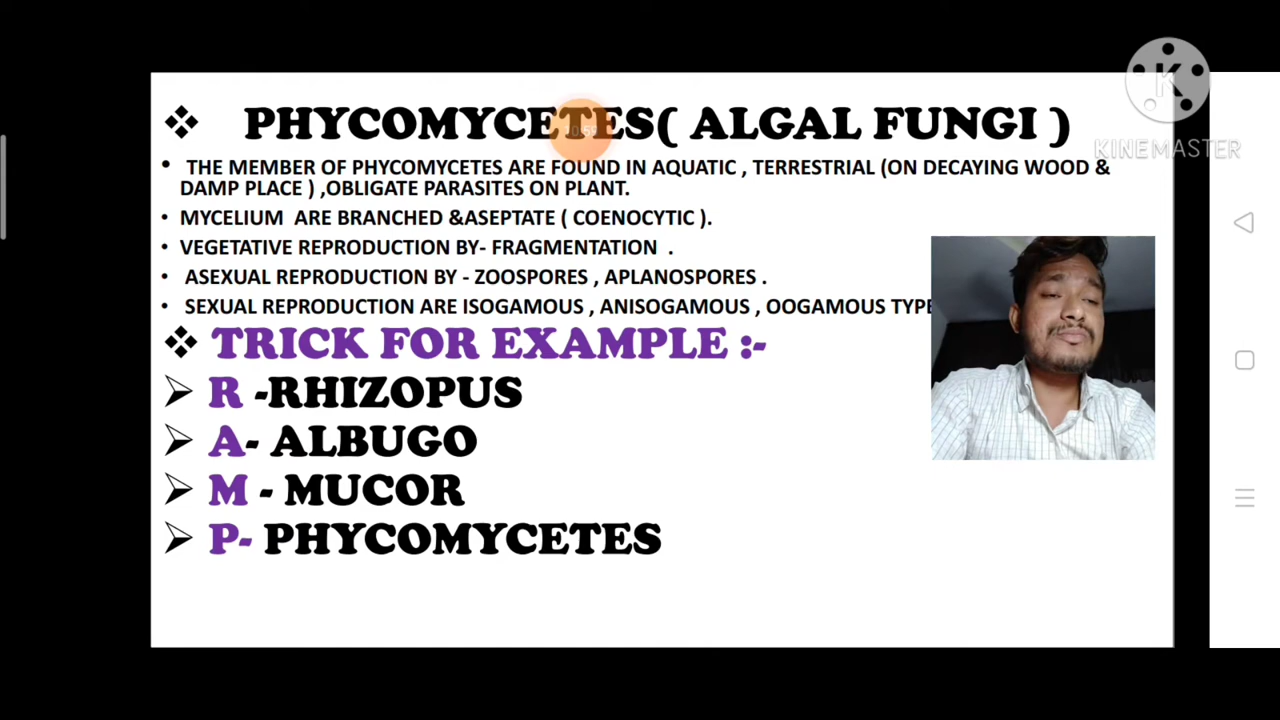 PHYCOMYCETES( ALGAL FUNGI )
THE MEMBER OF PHYCOMYCETES ARE FOUND IN AQUATIC , TERRESTRIAL (ON DECAYING WOOD &
DAMP PLACE ) ,OBLIGATE PARASITES ON PLANT.
MYCELIUM ARE BRANCHED &ASEPTATE ( COENOCYTIC ).
VEGETATIVE REPRODUCTION BY- FRAGMENTATION .
ASEXUAL REPRODUCTION BY - ZOOSPORES , APLANOSPORES .
SEXUAL REPRODUCTION ARE ISOGAMOUS , ANISOGAMOUS , OOGAMOUS TYPE
TRICK FOR EXAMPLE :-
R -RHIZOPUS
A- ALBUGO
M - MUCOR
P- PHYCOMYCETES
K
KINEMASTER